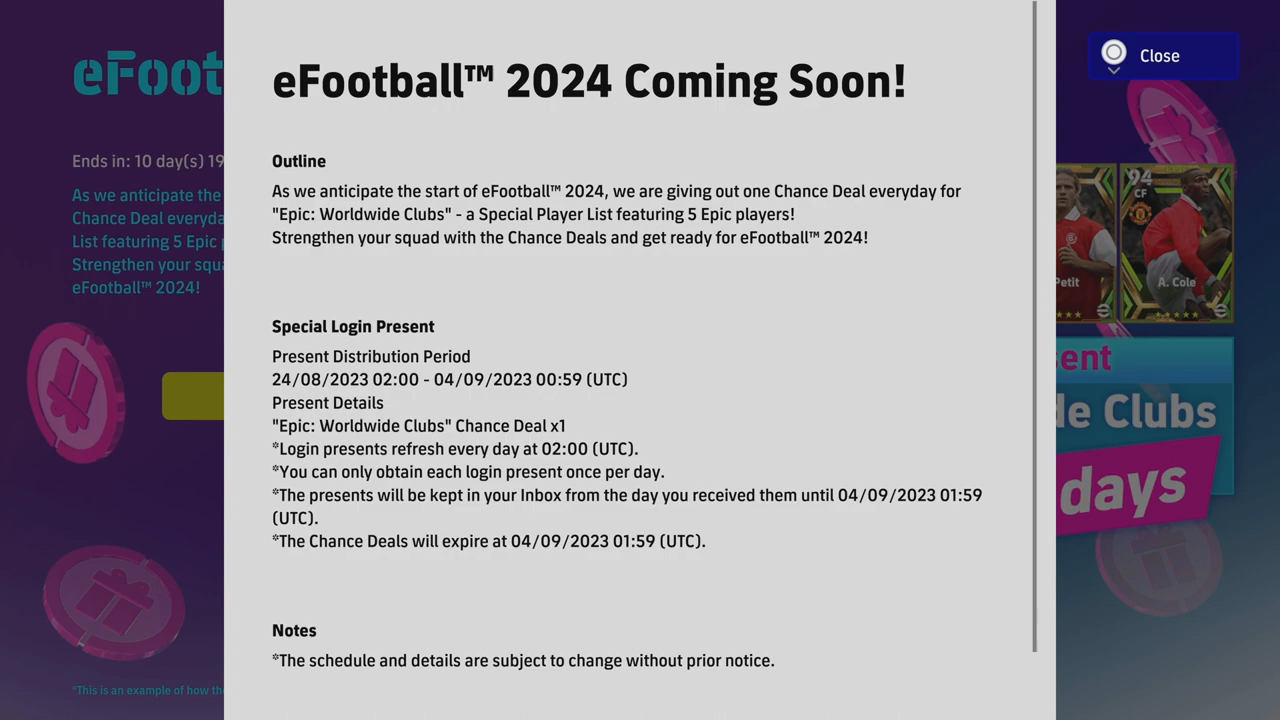 eFoot
Ends in: 10 day(s) 19
As we anticipate the
Chance Deal everyda
List featuring 5 Epic
Strengthen your squa
eFootball™ 2024!
*This is an example of how the
eFootball™ 2024 Coming Soon!
Outline
As we anticipate the start of eFootball™ 2024, we are giving out one Chance Deal everyday for
"Epic: Worldwide Clubs" - a Special Player List featuring 5 Epic players!
Strengthen your squad with the Chance Deals and get ready for eFootball™ 2024!
Special Login Present
Present Distribution Period
24/08/2023 02:00 - 04/09/2023 00:59 (UTC)
Present Details
"Epic: Worldwide Clubs" Chance Deal x1
*Login presents refresh every day at 02:00 (UTC).
*You can only obtain each login present once per day.
*The presents will be kept in your Inbox from the day you received them until 04/09/2023 01:59
(UTC).
*The Chance Deals will expire at 04/09/2023 01:59 (UTC).
Notes
*The schedule and details are subject to change without prior notice.
Close
94
CF
Petit
A. Cole
sent
de Clubs
days